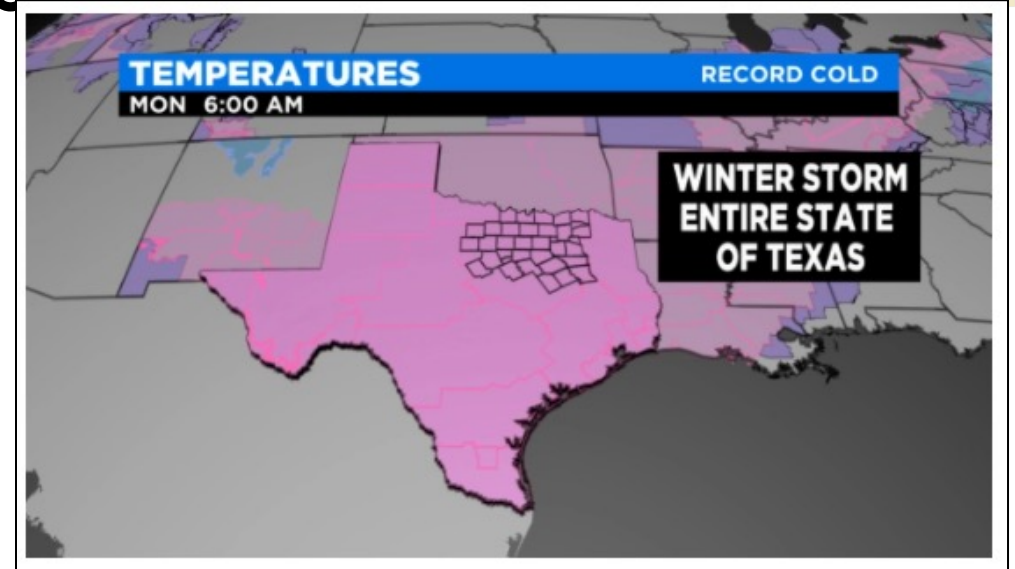 TEMPERATURES RECORD COLD
MON 6:00 AM
WINTER STORM
ENTIRE STATE
OF TEXAS